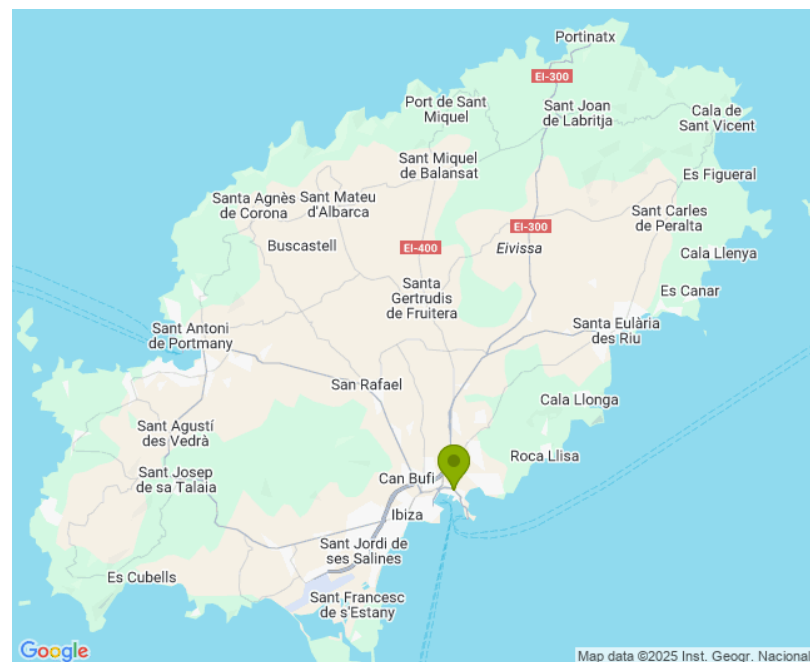 Portinatx
EI-300
Port de Sant
Miquel
Sant Joan
de Labritja
Cala de
Sant Vicent
Sant Miquel
de Balansat
Es Figueral
Santa Agnès
de Corona
Sant Mateu
d'Albarca
Sant Carles
de Peralta
EI-300
Buscastell
EI-400
Eivissa
Cala Llenya
Santa
Gertrudis
de Fruitera
Es Canar
Sant Antoni
de Portmany
Santa Eulària
des Riu
San Rafael
Cala Llonga
Sant Agustí
des Vedrà
Roca Llisa
Sant Josep
de sa Talaia
Can Bufi
Ibiza
Sant Jordi de
ses Salines
Es Cubells
Sant Francesc
de s'Estany
Google
Map data ©2025 Inst. Geogr. Nacional